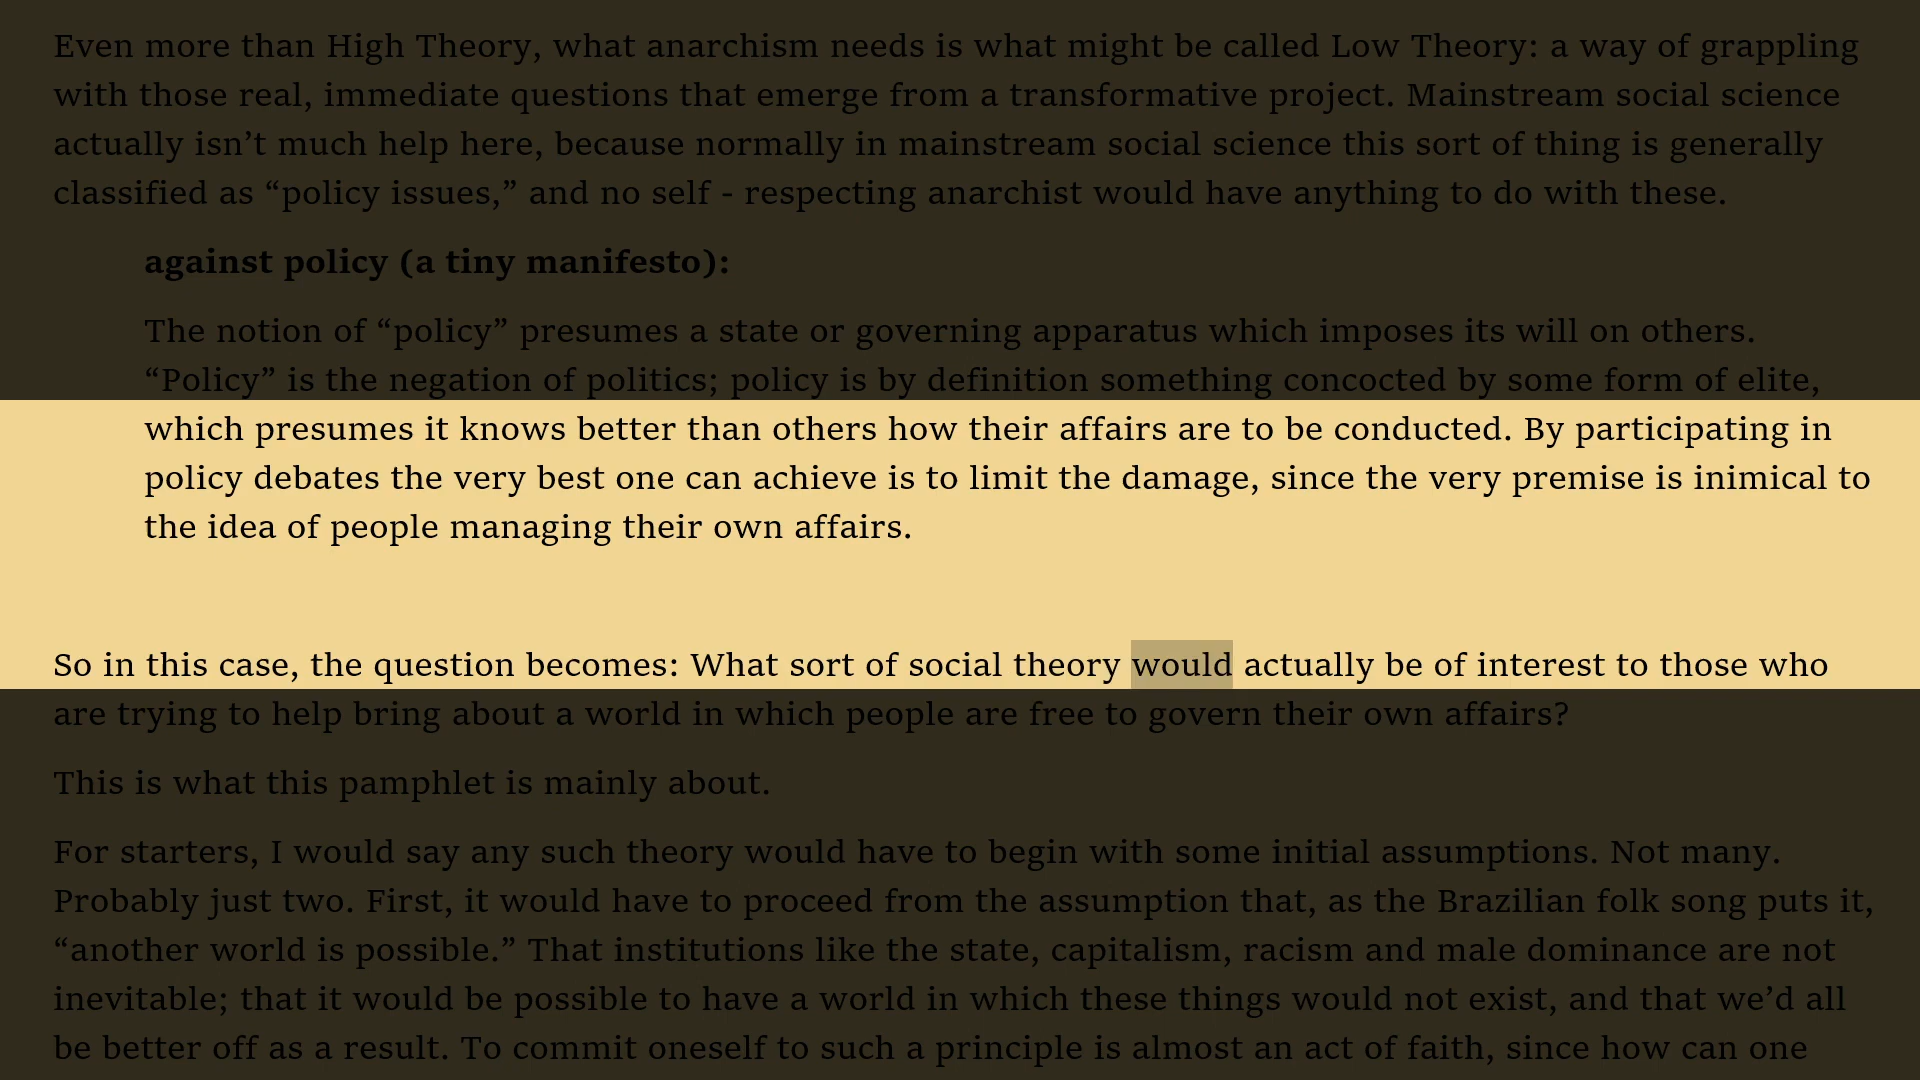 Even more than High Theory, what anarchism needs is what might be called Low Theory: a way of grappling
with those real, immediate questions that emerge from a transformative project. Mainstream social science
actually isn’t much help here, because normally in mainstream social science this sort of thing is generally
classified as “policy issues,” and no self - respecting anarchist would have anything to do with these.
against policy (a tiny manifesto):
The notion of “policy” presumes a state or governing apparatus which imposes its will on others.
“Policy” is the negation of politics; policy is by definition something concocted by some form of elite,
which presumes it knows better than others how their affairs are to be conducted. By participating in
policy debates the very best one can achieve is to limit the damage, since the very premise is inimical to
the idea of people managing their own affairs.
So in this case, the question becomes: What sort of social theory would actually be of interest to those who
are trying to help bring about a world in which people are free to govern their own affairs?
This is what this pamphlet is mainly about.
For starters, I would say any such theory would have to begin with some initial assumptions. Not many.
Probably just two. First, it would have to proceed from the assumption that, as the Brazilian folk song puts it,
“another world is possible.” That institutions like the state, capitalism, racism and male dominance are not
inevitable; that it would be possible to have a world in which these things would not exist, and that we’d all
be better off as a result. To commit oneself to such a principle is almost an act of faith, since how can one